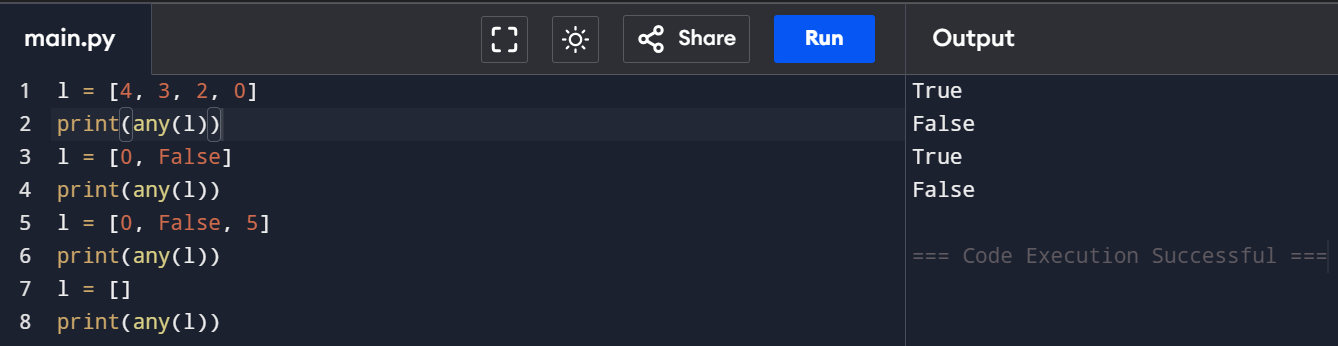 main.py
Share
Run
Output
1 l = [4, 3, 2, 0]
2 print(any(l))
3 l = [0, False]
4 print(any(l))
5 l = [0, False, 5]
6 print(any(l))
7 l = []
8 print(any(l))
True
False
True
False
=== Code Execution Successful ===